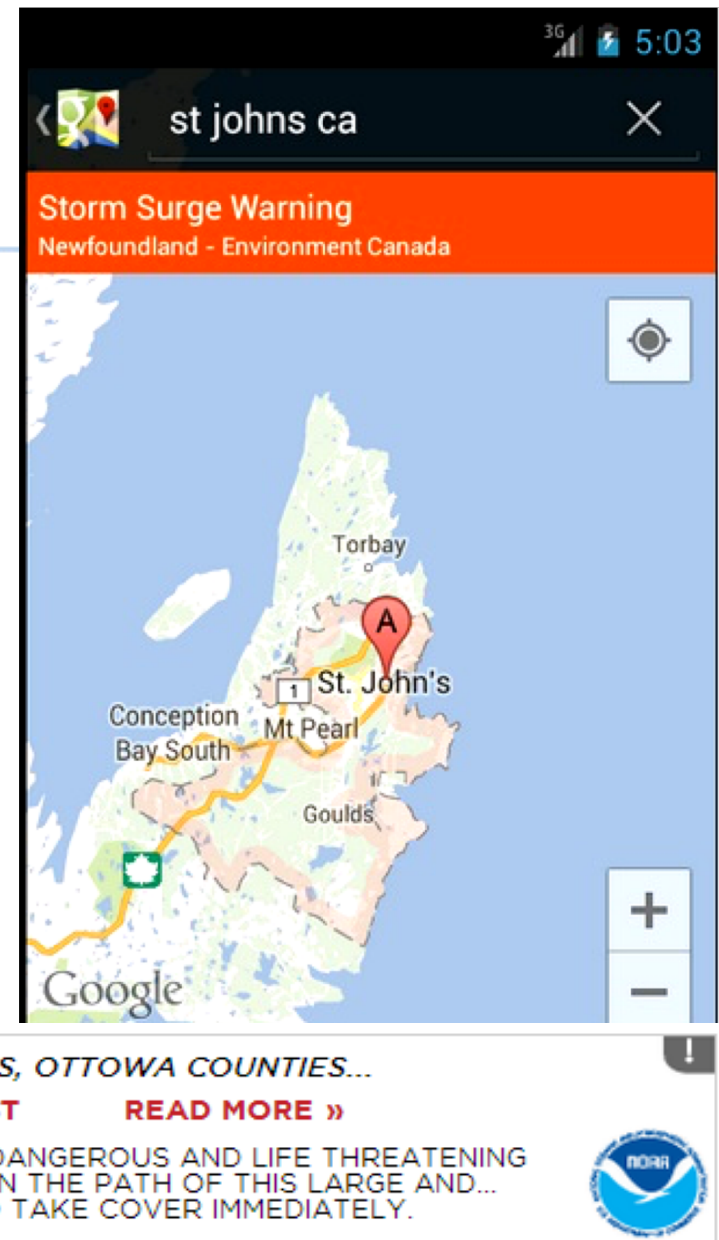 3G 5:03
st johns ca
Storm Surge Warning
Newfoundland - Environment Canada
Torbay
A
1 St. John's
Conception
Bay South
Mt Pearl
Goulds
+
Google
−
!
S, OTTOWA COUNTIES...
ST READ MORE »
DANGEROUS AND LIFE THREATENING
N THE PATH OF THIS LARGE AND...
TAKE COVER IMMEDIATELY.
NOAA